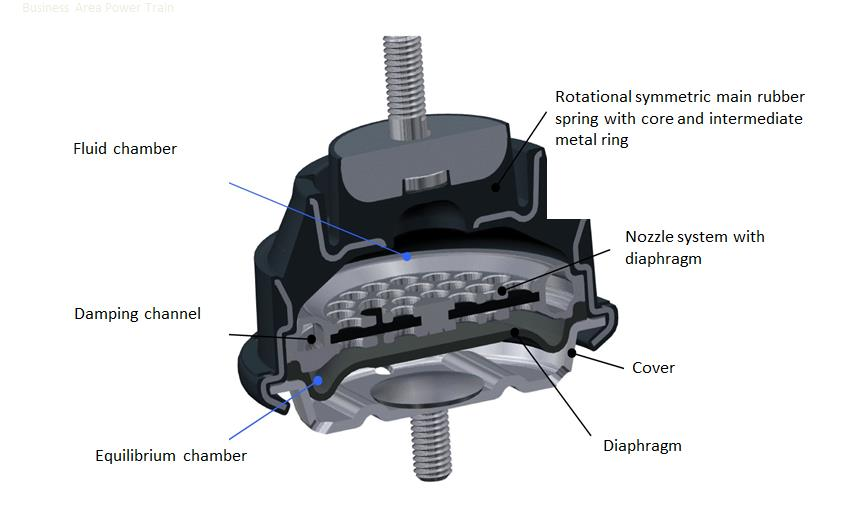 Business Area Power Train
Rotational symmetric main rubber
spring with core and intermediate
metal ring
Fluid chamber
Nozzle system with
diaphragm
Damping channel
Cover
Diaphragm
Equilibrium chamber